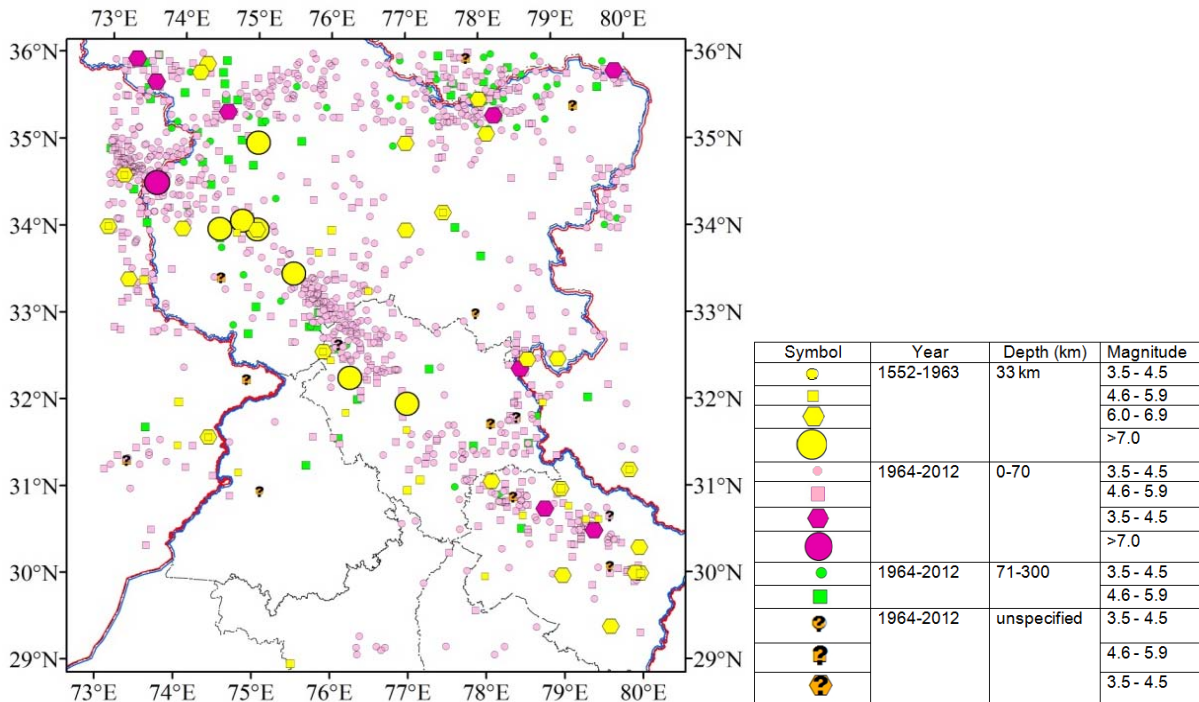 73°E 74°E 75°E 76°E 77°E 78°E 79°E 80°E
36°N 36°N
35°N 35°N
34°N 34°N
33°N 33°N
32°N 32°N
31°N 31°N
30°N 30°N
29°N 29°N
73°E 74°E 75°E 76°E 77°E 78°E 79°E 80°E
Symbol Year Depth (km) Magnitude
1552-1963 33 km 3.5 - 4.5
4.6 - 5.9
6.0 - 6.9
>7.0
1964-2012 0-70 3.5 - 4.5
4.6 - 5.9
3.5 - 4.5
>7.0
1964-2012 71-300 3.5 - 4.5
4.6 - 5.9
? 1964-2012 unspecified 3.5 - 4.5
? 4.6 - 5.9
? 3.5 - 4.5